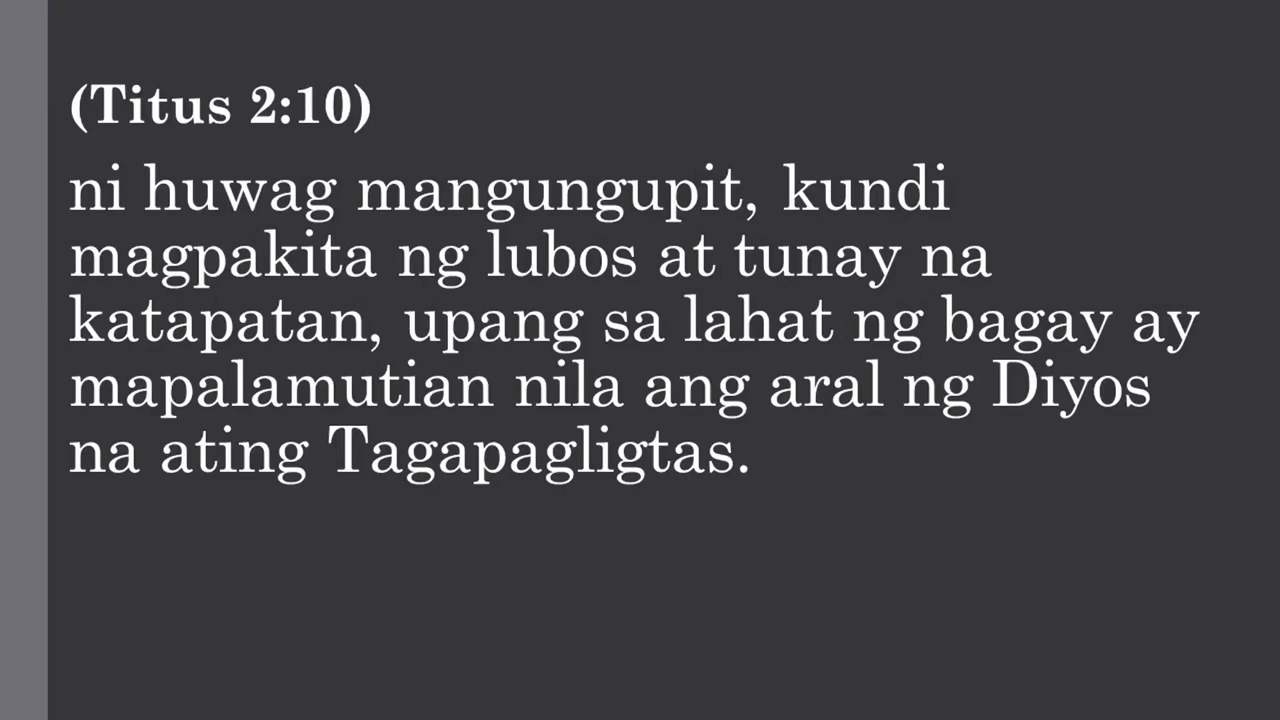 (Titus 2:10)
ni huwag mangungupit, kundi
magpakita ng lubos at tunay na
katapatan, upang sa lahat ng bagay ay
mapalamutian nila ang aral ng Diyos
na ating Tagapagligtas.